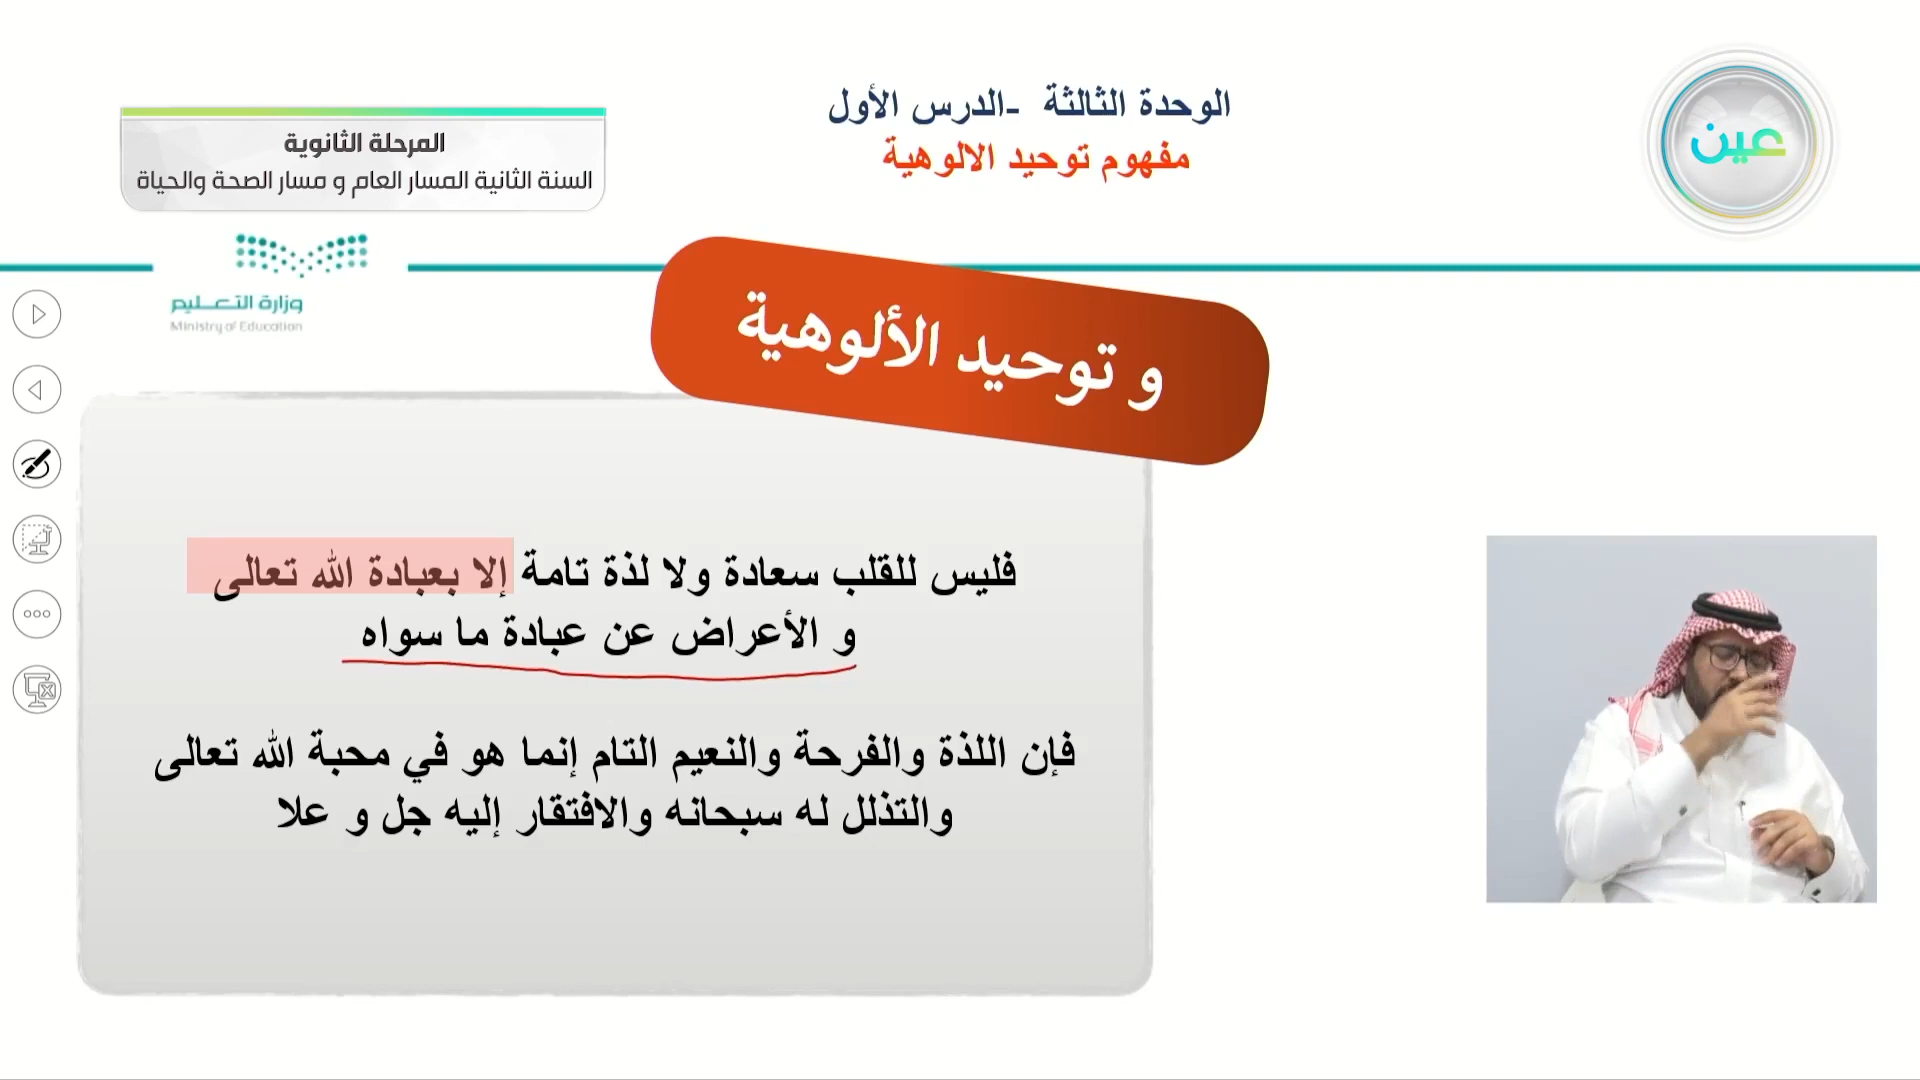 الوحدة الثالثة -الدرس الأول
مفهوم توحيد الالوهية
عين
المرحلة الثانوية
السنة الثانية المسار العام و مسار الصحة والحياة
وزارة التعليم
Ministry of Education
و توحيد الألوهية
فليس للقلب سعادة ولا لذة تامة إلا بعبادة الله تعالى
و الأعراض عن عبادة ما سواه
فإن اللذة والفرحة والنعيم التام إنما هو في محبة الله تعالى
والتذلل له سبحانه والافتقار إليه جل و علا